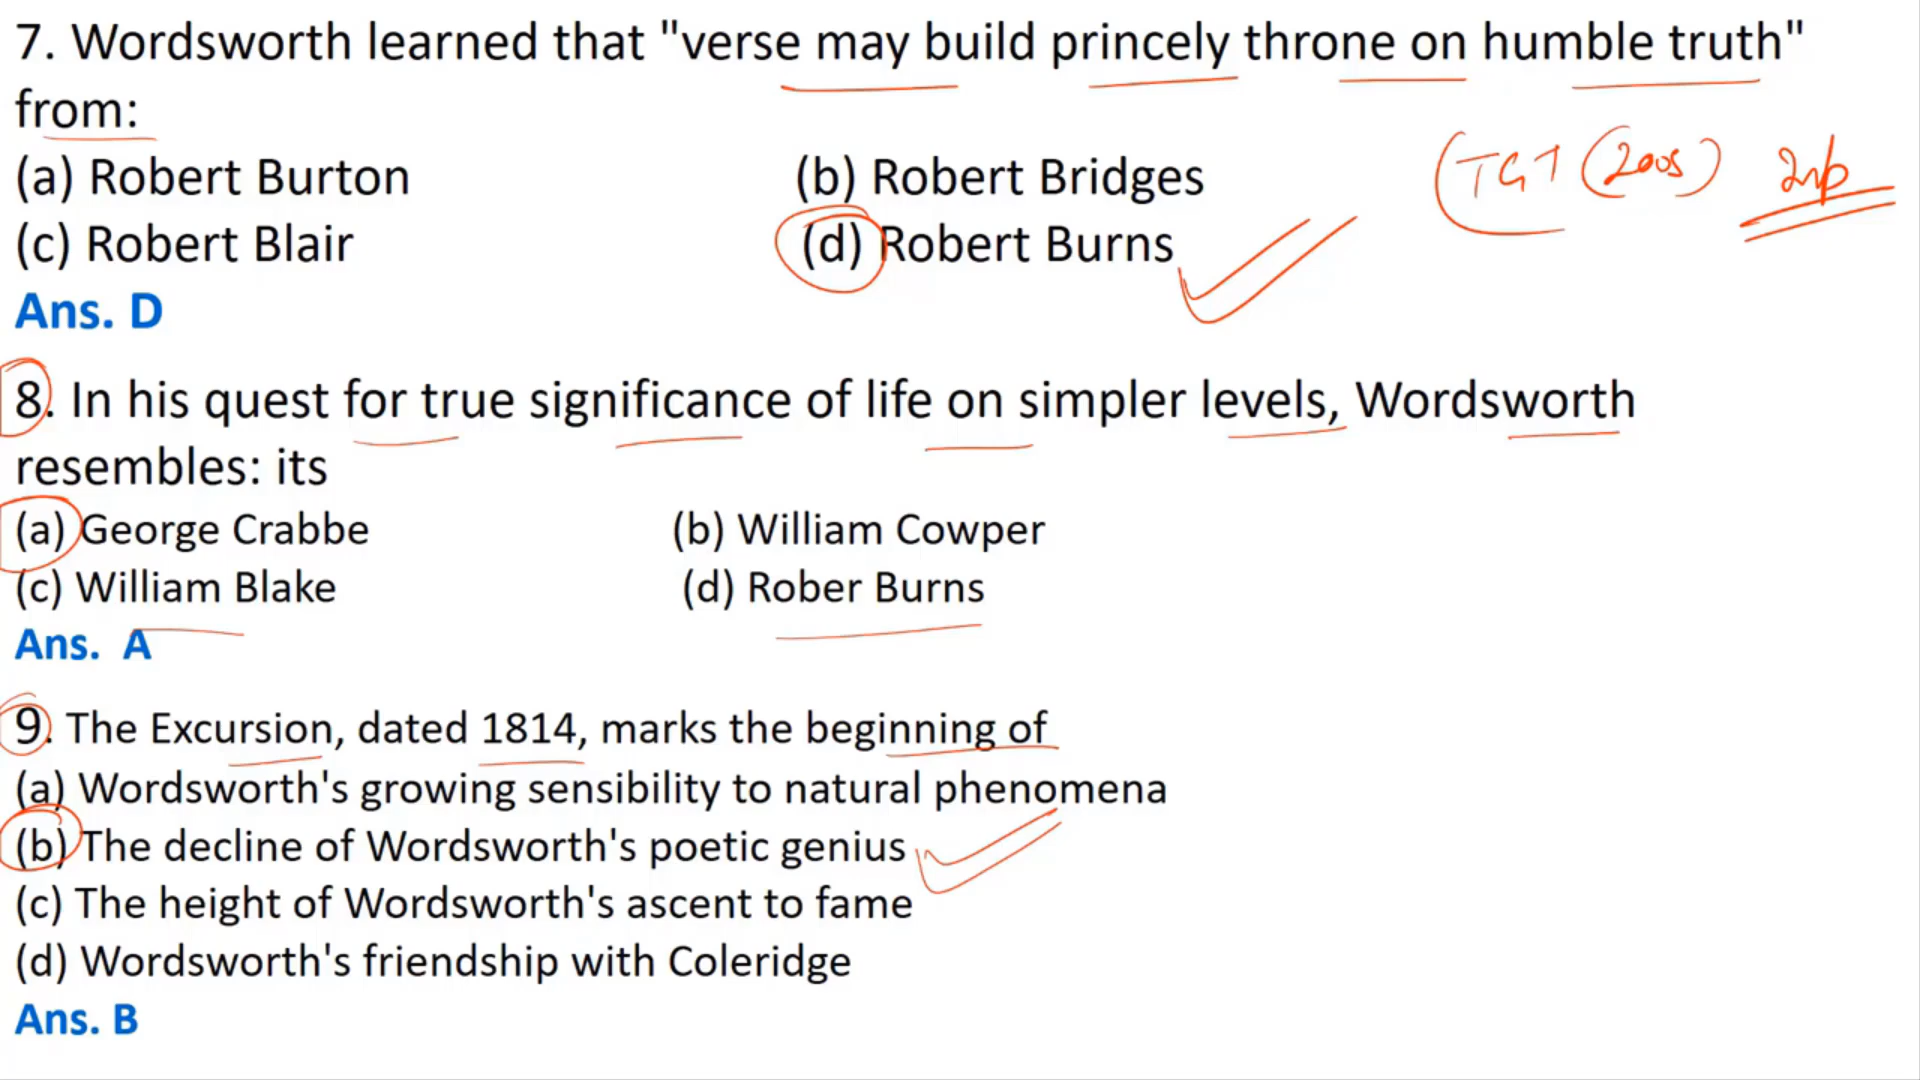 7. Wordsworth learned that "verse may build princely throne on humble truth"
from:
(a) Robert Burton (b) Robert Bridges
(TGT (2005)
(c) Robert Blair (d) Robert Burns
Ans. D
8. In his quest for true significance of life on simpler levels, Wordsworth
resembles: its
(a) George Crabbe (b) William Cowper
(c) William Blake (d) Rober Burns
Ans. A
9. The Excursion, dated 1814, marks the beginning of
(a) Wordsworth's growing sensibility to natural phenomena
(b) The decline of Wordsworth's poetic genius
(c) The height of Wordsworth's ascent to fame
(d) Wordsworth's friendship with Coleridge
Ans. B